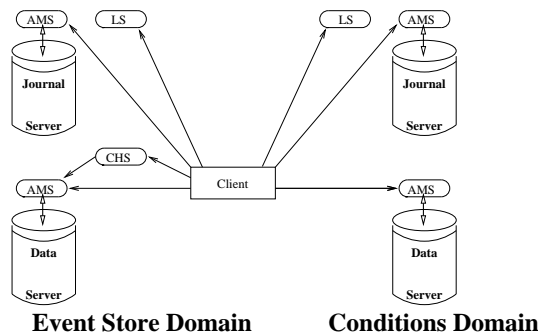 AMS LS LS AMS
Journal Journal
Server Server
CHS
AMS Client AMS
Data Data
Server Server
Event Store Domain Conditions Domain